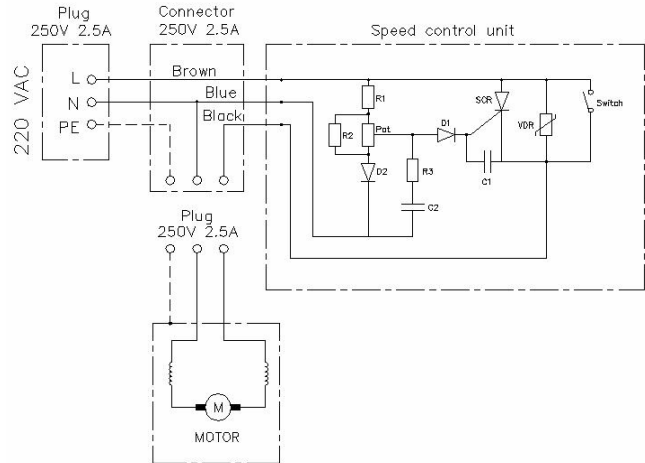 Plug
250V 2.5A
Connector
250V 2.5A
Speed control unit
220 VAC
L
N
PE
Brown
Blue
Black
R1
R2
Pot
D1
D2
R3
C2
SCR
C1
VDR
Switch
Plug
250V 2.5A
M
MOTOR